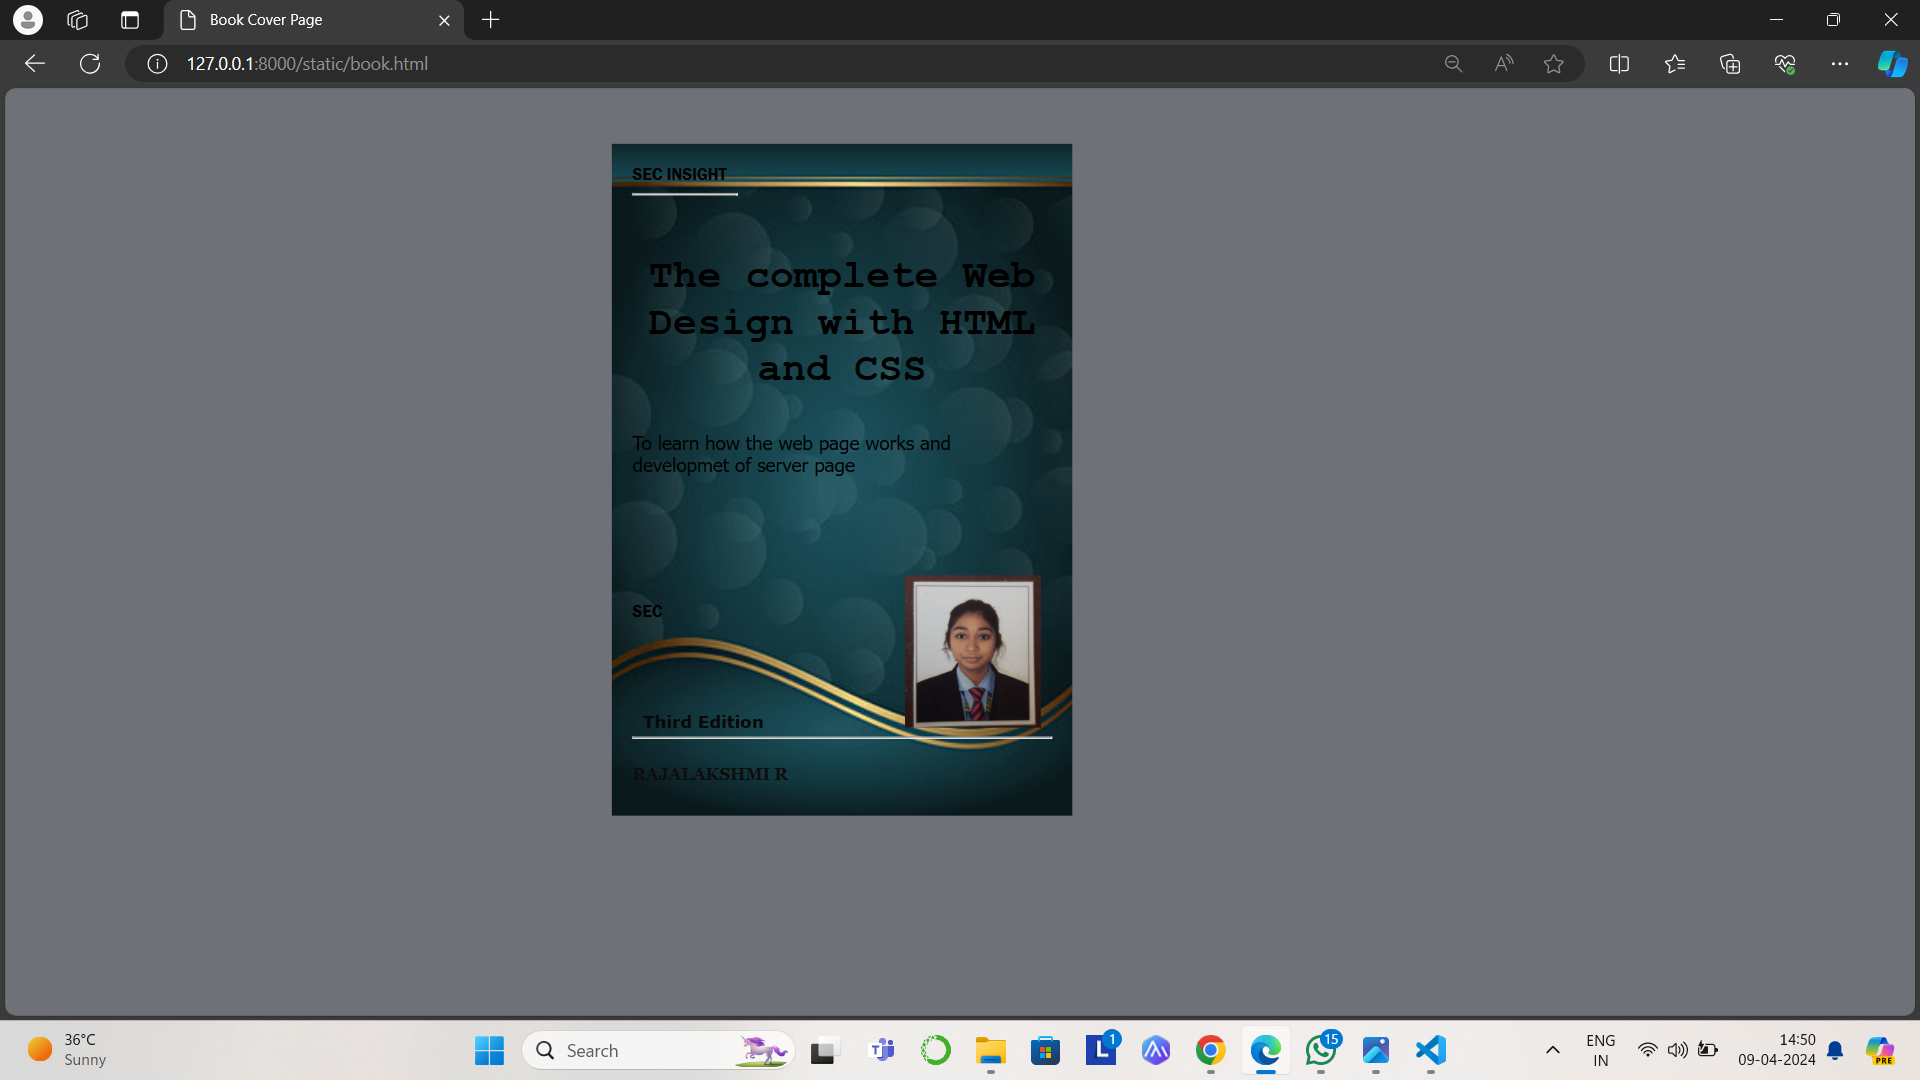 Book Cover Page
127.0.0.1:8000/static/book.html
SEC INSIGHT
The complete Web
Design with HTML
and CSS
To learn how the web page works and
developmet of server page
SEC
Third Edition
RAJALAKSHMI R
36°C
Sunny
Search
1
15
ENG
IN
14:50
09-04-2024
PRE